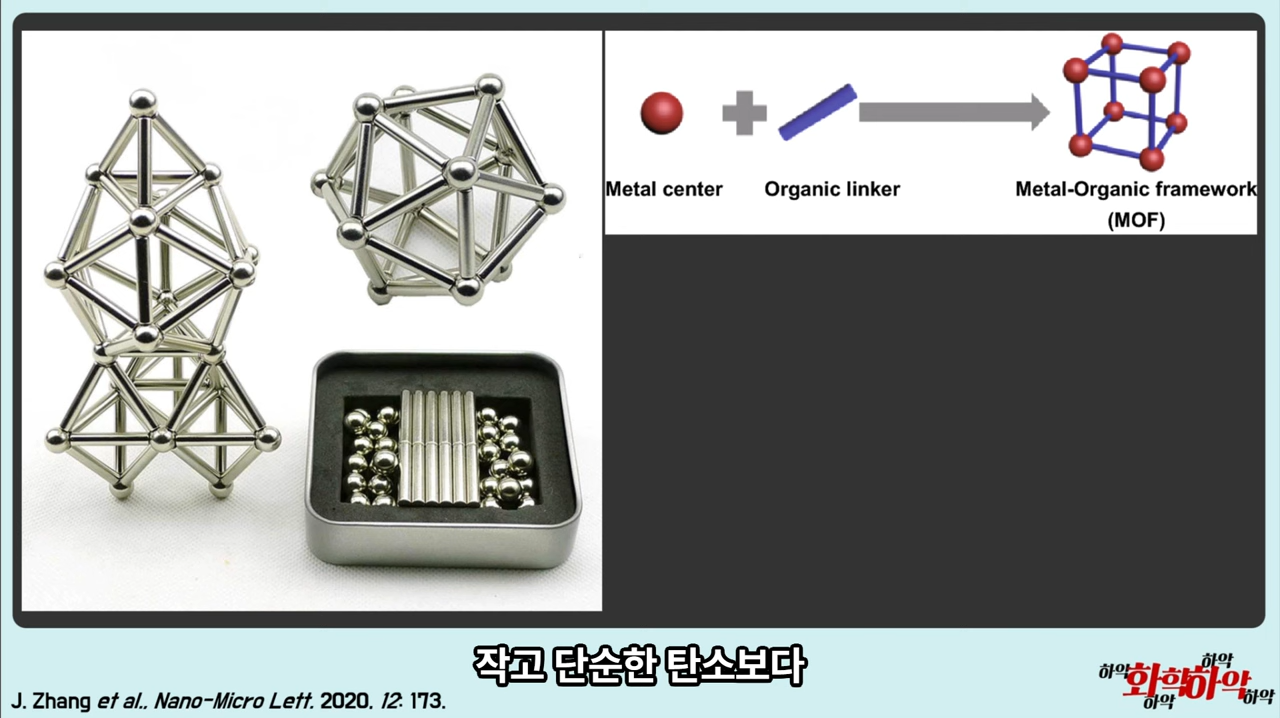 Metal center
Organic linker
Metal-Organic framework
(MOF)
작고 단순한 탄소보다
J. Zhang et al., Nano-Micro Lett. 2020, 12: 173.
하악
하악
화학하악
하악
하악